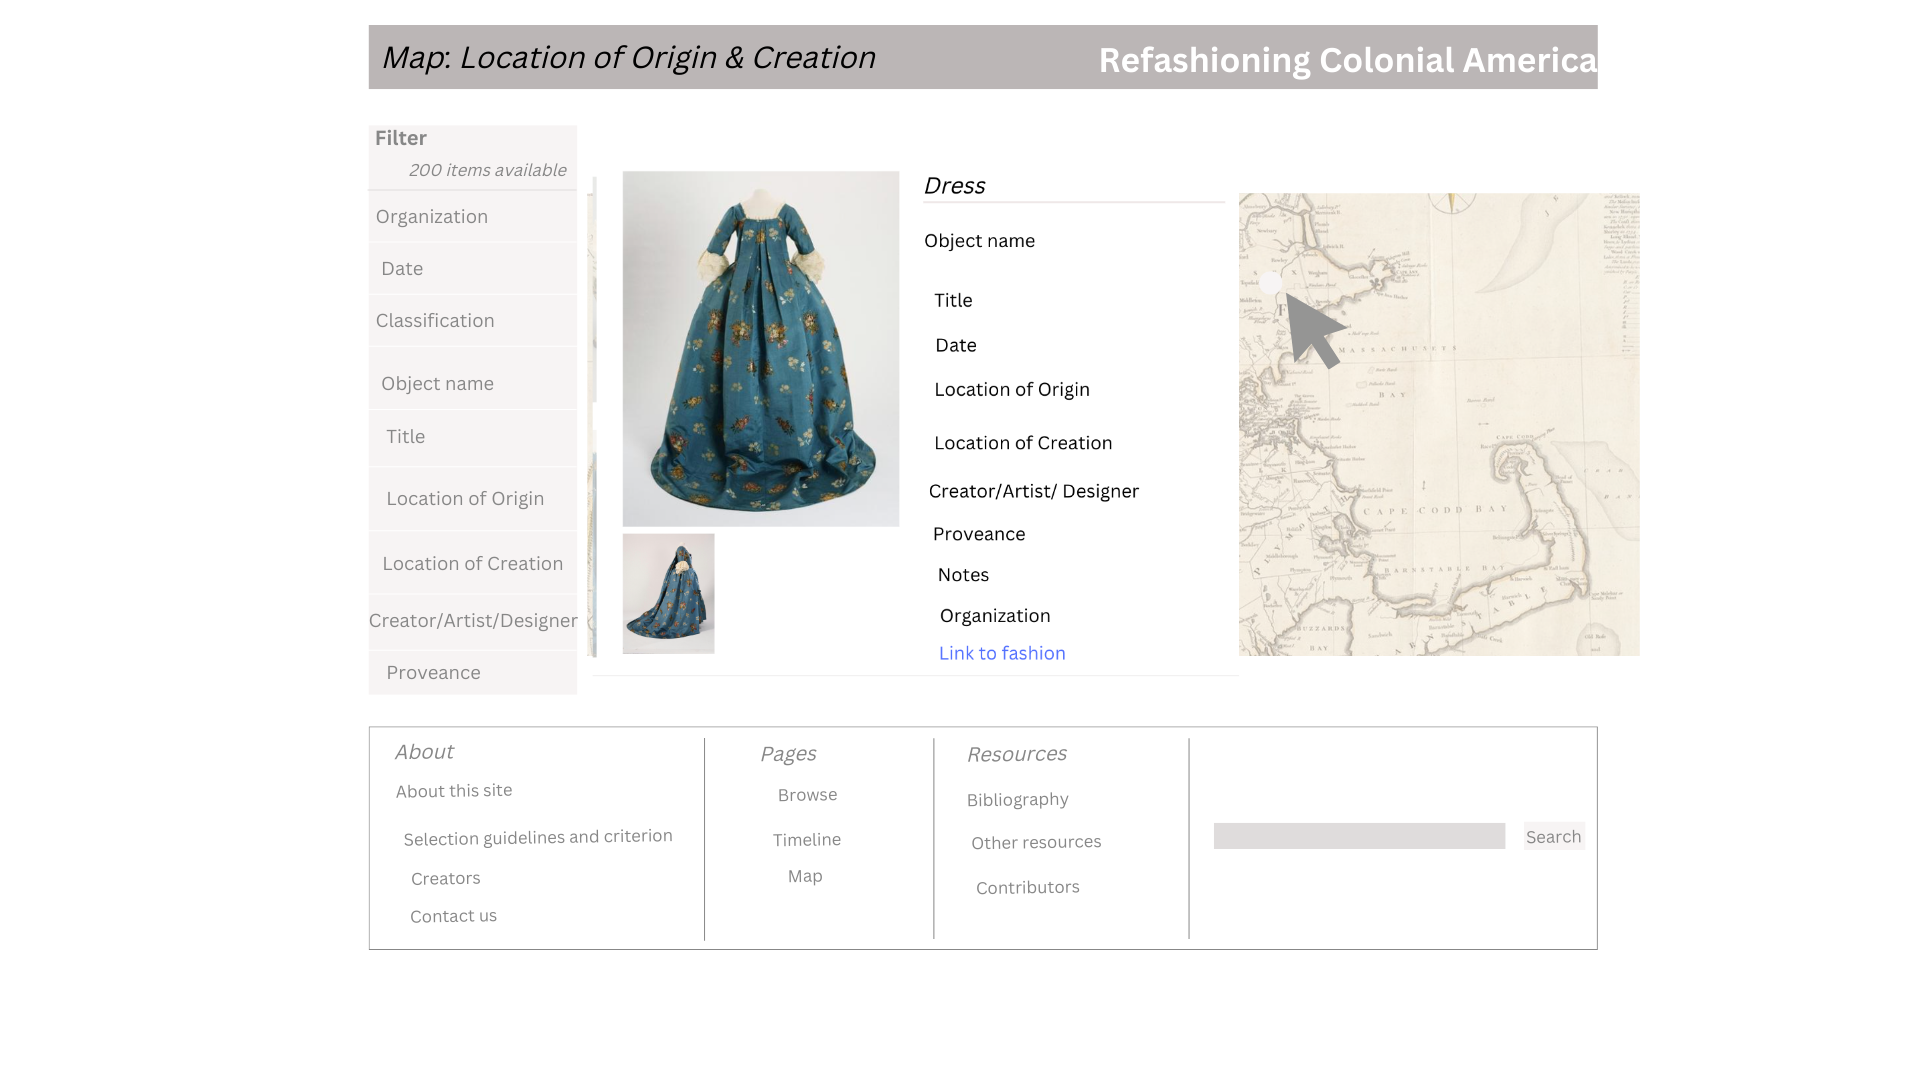 Map: Location of Origin & Creation
Refashioning Colonial America
Filter
200 items available
Organization
Date
Classification
Object name
Title
Location of Origin
Location of Creation
Creator/Artist/Designer
Proveance
Dress
Object name
Title
Date
Location of Origin
Location of Creation
Creator/Artist/ Designer
Proveance
Notes
Organization
Link to fashion
MASSACHUSETS
BAY
CAPE CODD
CAPE CODD BAY
BARNSTABLE BAY
BUZZARDS
BAY
About
About this site
Selection guidelines and criterion
Creators
Contact us
Pages
Browse
Timeline
Map
Resources
Bibliography
Other resources
Contributors
Search